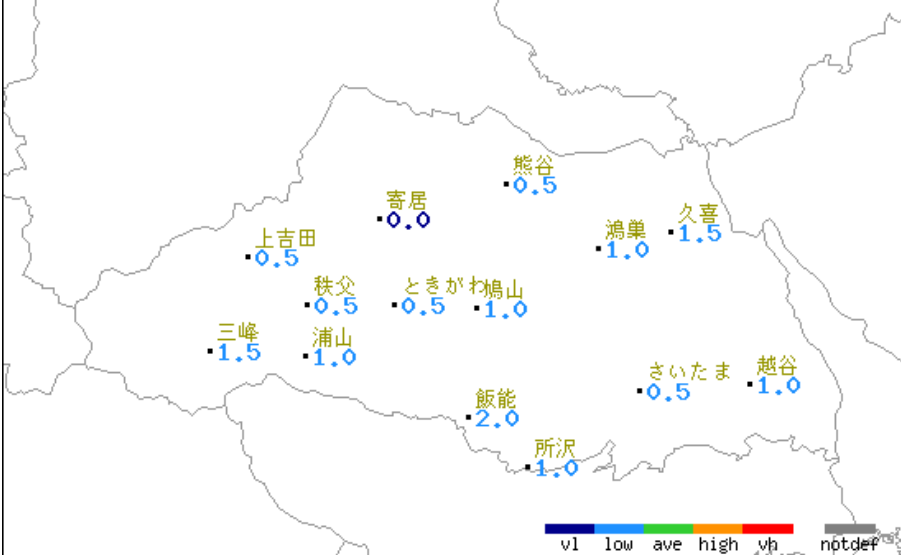 熊谷
0.5
寄居
0.0
久喜
1.5
鴻巣
1.0
上吉田
0.5
秩父
0.5
ときがわ
0.5
鳩山
1.0
三峰
1.5
浦山
1.0
さいたま
0.5
越谷
1.0
飯能
2.0
所沢
1.0
vl low ave high vh notdef